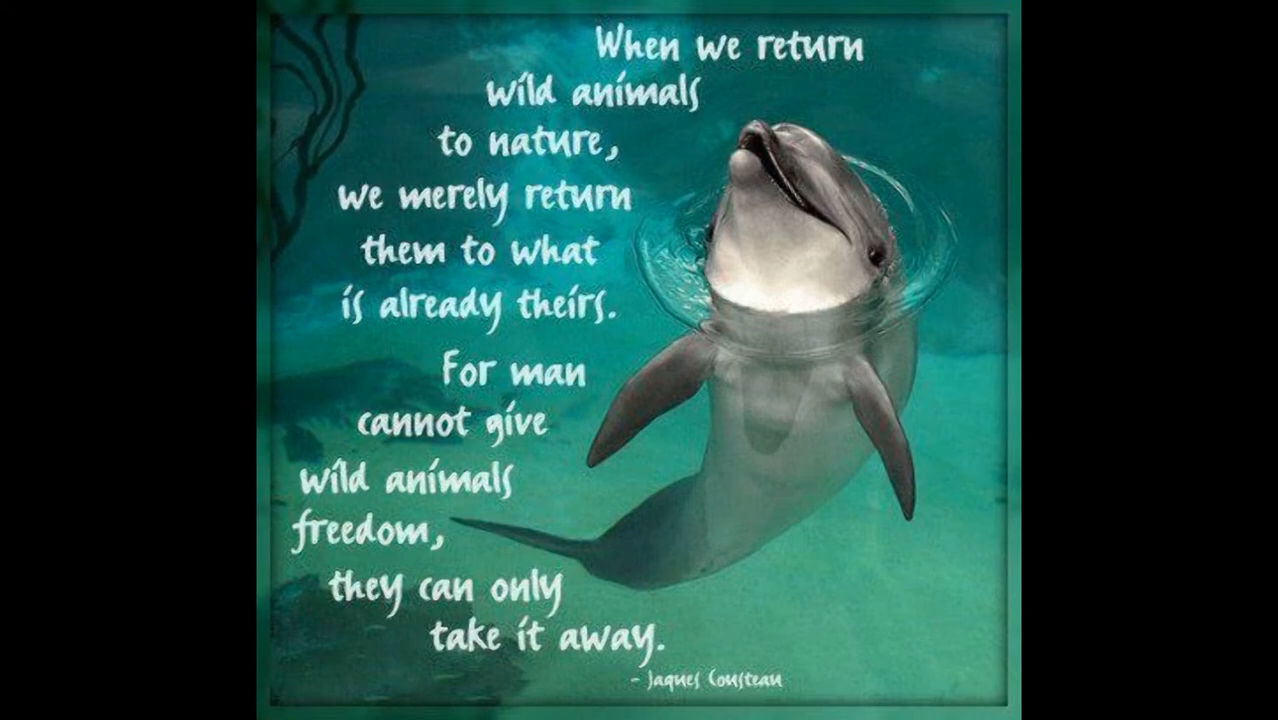 When we return
wild animals
to nature,
we merely return
them to what
is already theirs.
For man
cannot give
wild animals
freedom,
they can only
take it away.
- Jaques Cousteau